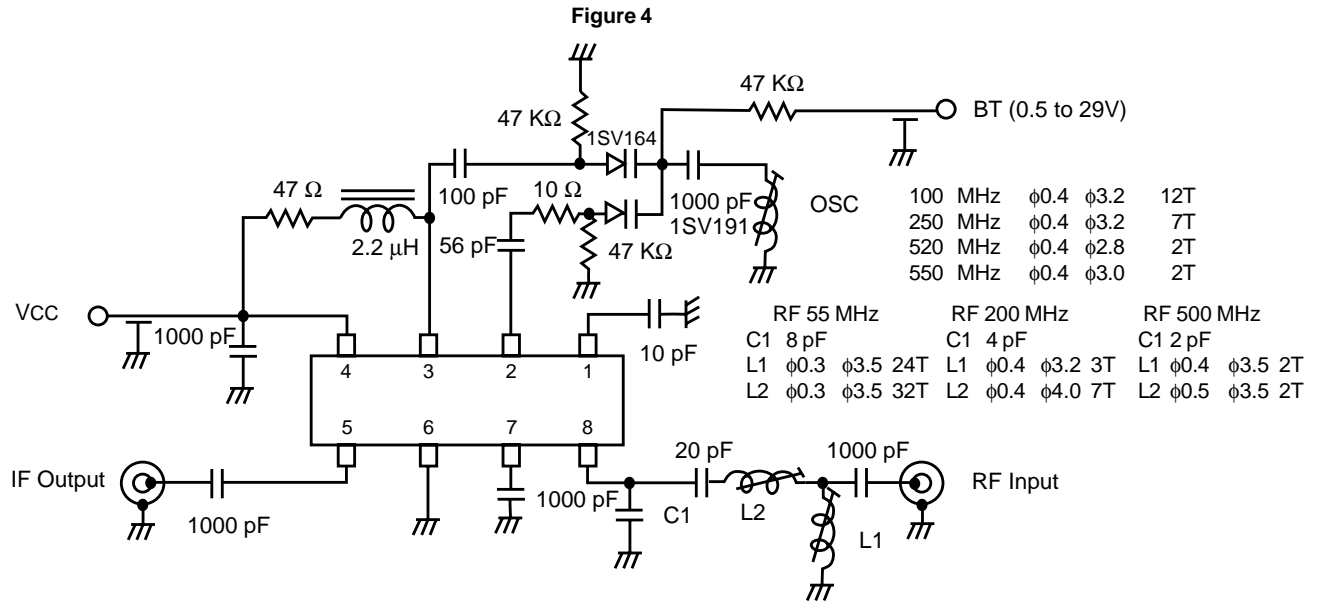 Figure 4
47 KΩ
BT (0.5 to 29V)
47 KΩ
1SV164
100 pF
1000 pF
1SV191
OSC
47 Ω
2.2 μH
10 Ω
56 pF
47 KΩ
100 MHz ϕ0.4 ϕ3.2 12T
250 MHz ϕ0.4 ϕ3.2 7T
520 MHz ϕ0.4 ϕ2.8 2T
550 MHz ϕ0.4 ϕ3.0 2T
VCC
1000 pF
10 pF
RF 55 MHz RF 200 MHz RF 500 MHz
C1 8 pF C1 4 pF C1 2 pF
L1 ϕ0.3 ϕ3.5 24T L1 ϕ0.4 ϕ3.2 3T L1 ϕ0.4 ϕ3.5 2T
L2 ϕ0.3 ϕ3.5 32T L2 ϕ0.4 ϕ4.0 7T L2 ϕ0.5 ϕ3.5 2T
4 3 2 1
5 6 7 8
IF Output
1000 pF
1000 pF
C1
20 pF
L2
1000 pF
RF Input
L1